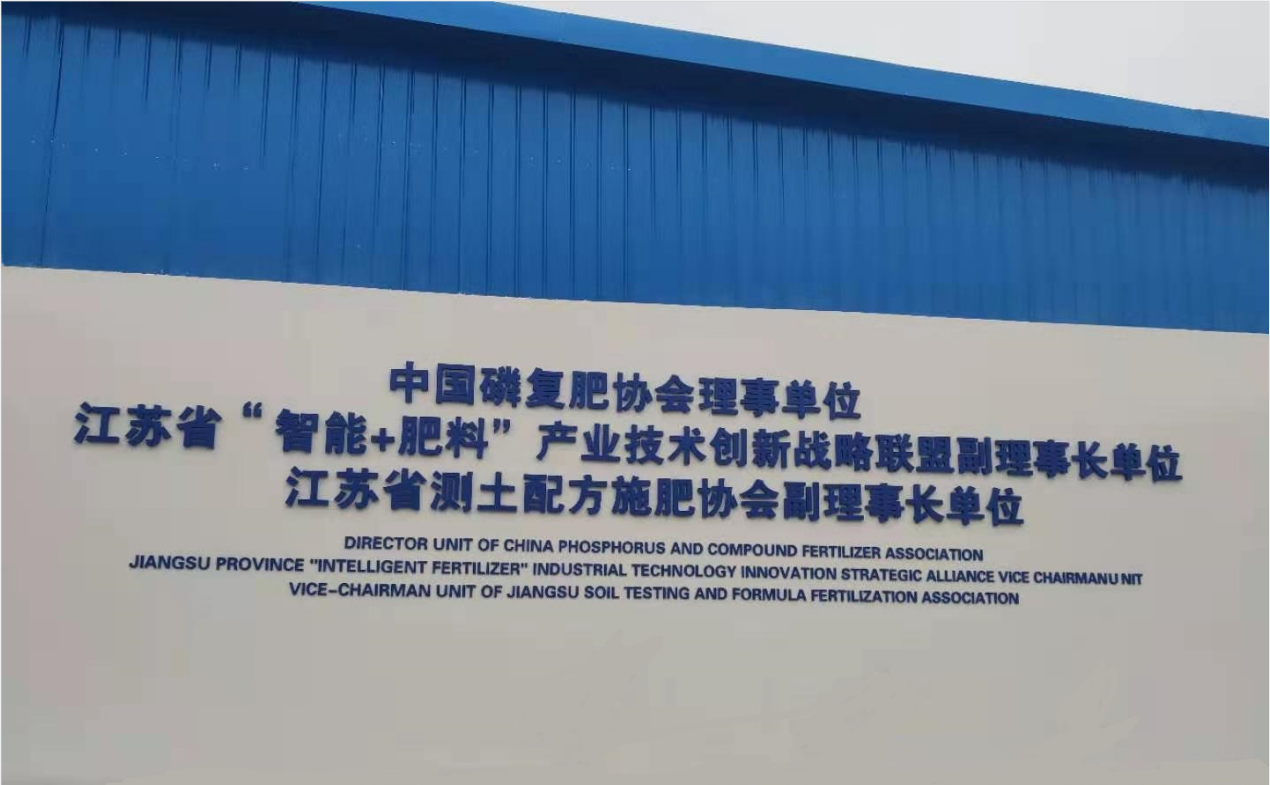 中国磷复肥协会理事单位
江苏省“智能+肥料”产业技术创新战略联盟副理事长单位
江苏省测土配方施肥协会副理事长单位
DIRECTOR UNIT OF CHINA PHOSPHORUS AND COMPOUND FERTILIZER ASSOCIATION
JIANGSU PROVINCE "INTELLIGENT FERTILIZER" INDUSTRIAL TECHNOLOGY INNOVATION STRATEGIC ALLIANCE VICE CHAIRMANU NIT
VICE-CHAIRMAN UNIT OF JIANGSU SOIL TESTING AND FORMULA FERTILIZATION ASSOCIATION